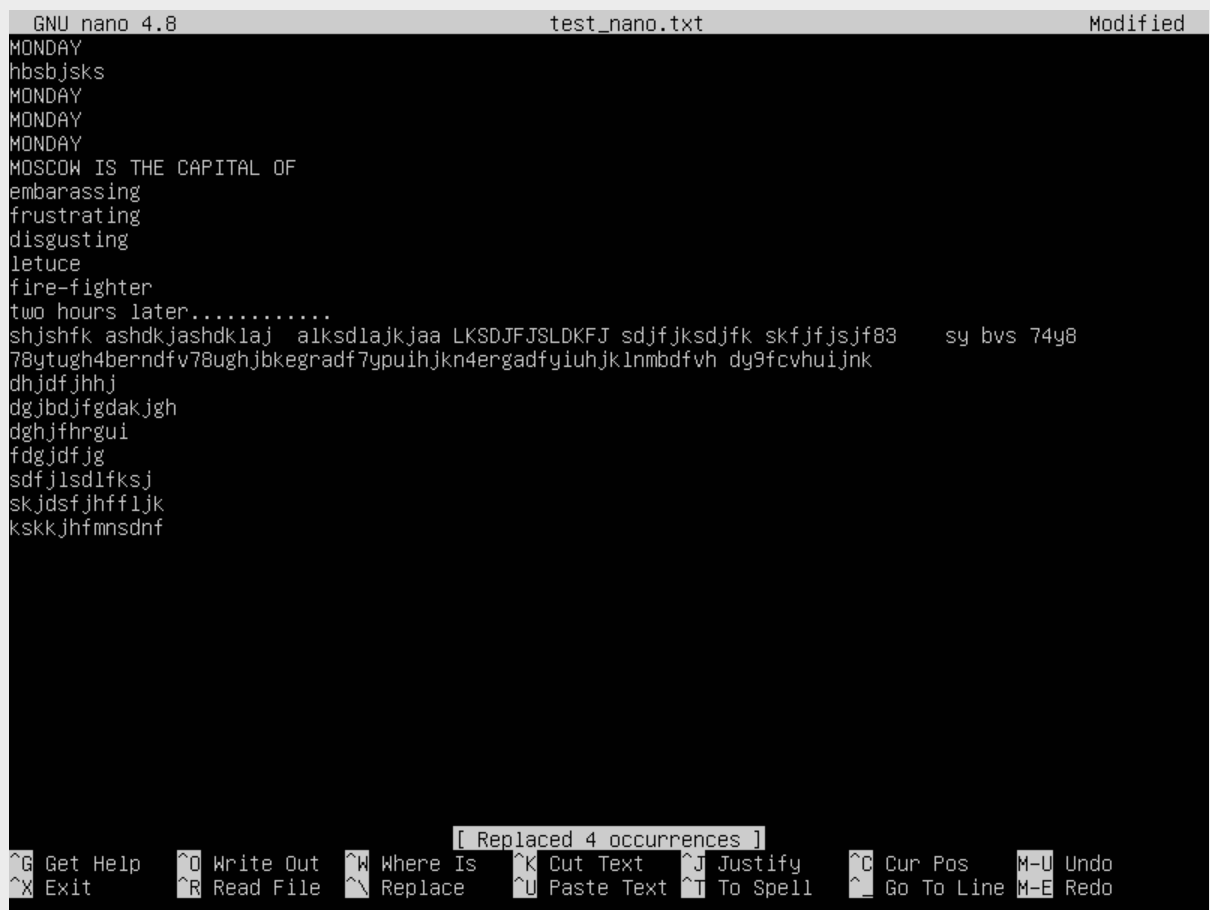 GNU nano 4.8 test_nano.txt Modified
MONDAY
hbsbjsks
MONDAY
MONDAY
MONDAY
MOSCOW IS THE CAPITAL OF
embarassing
frustrating
disgusting
letuce
fire-fighter
two hours later............
shjshfk ashdkjashdklaj  alksdlajkjaa LKSDJFJSLDKFJ sdjfjksdjfk skfjfjsjf83    sy bvs 74y8
78ytugh4berndfv78ughjbkegradf7ypuihjkn4ergadfyiuhjklnmbdfvh dy9fcvhuijnk
dhjdfjhhj
dgjbdjfgdakjgh
dghjfhrgui
fdgjdfjg
sdfjlsdlfksj
skjdsfjhffljk
kskkjhfmnsdnf
[ Replaced 4 occurrences ]
^G Get Help ^O Write Out ^W Where Is ^K Cut Text ^J Justify ^C Cur Pos M-U Undo
^X Exit ^R Read File ^\ Replace ^U Paste Text ^T To Spell ^_ Go To Line M-E Redo